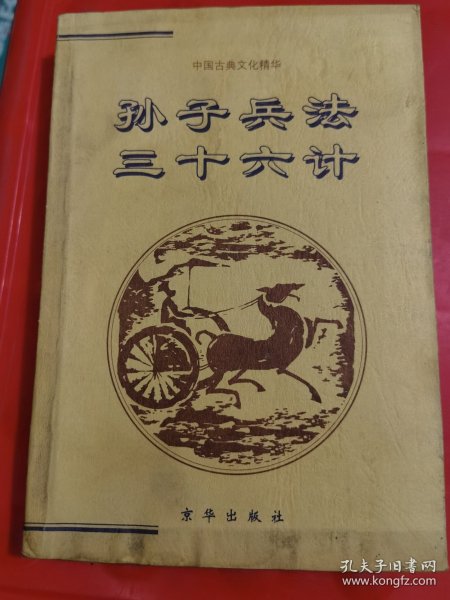 中国古典文化精华
孙子兵法
三十六计
京华出版社
孔夫子旧书网
www.kongfz.com